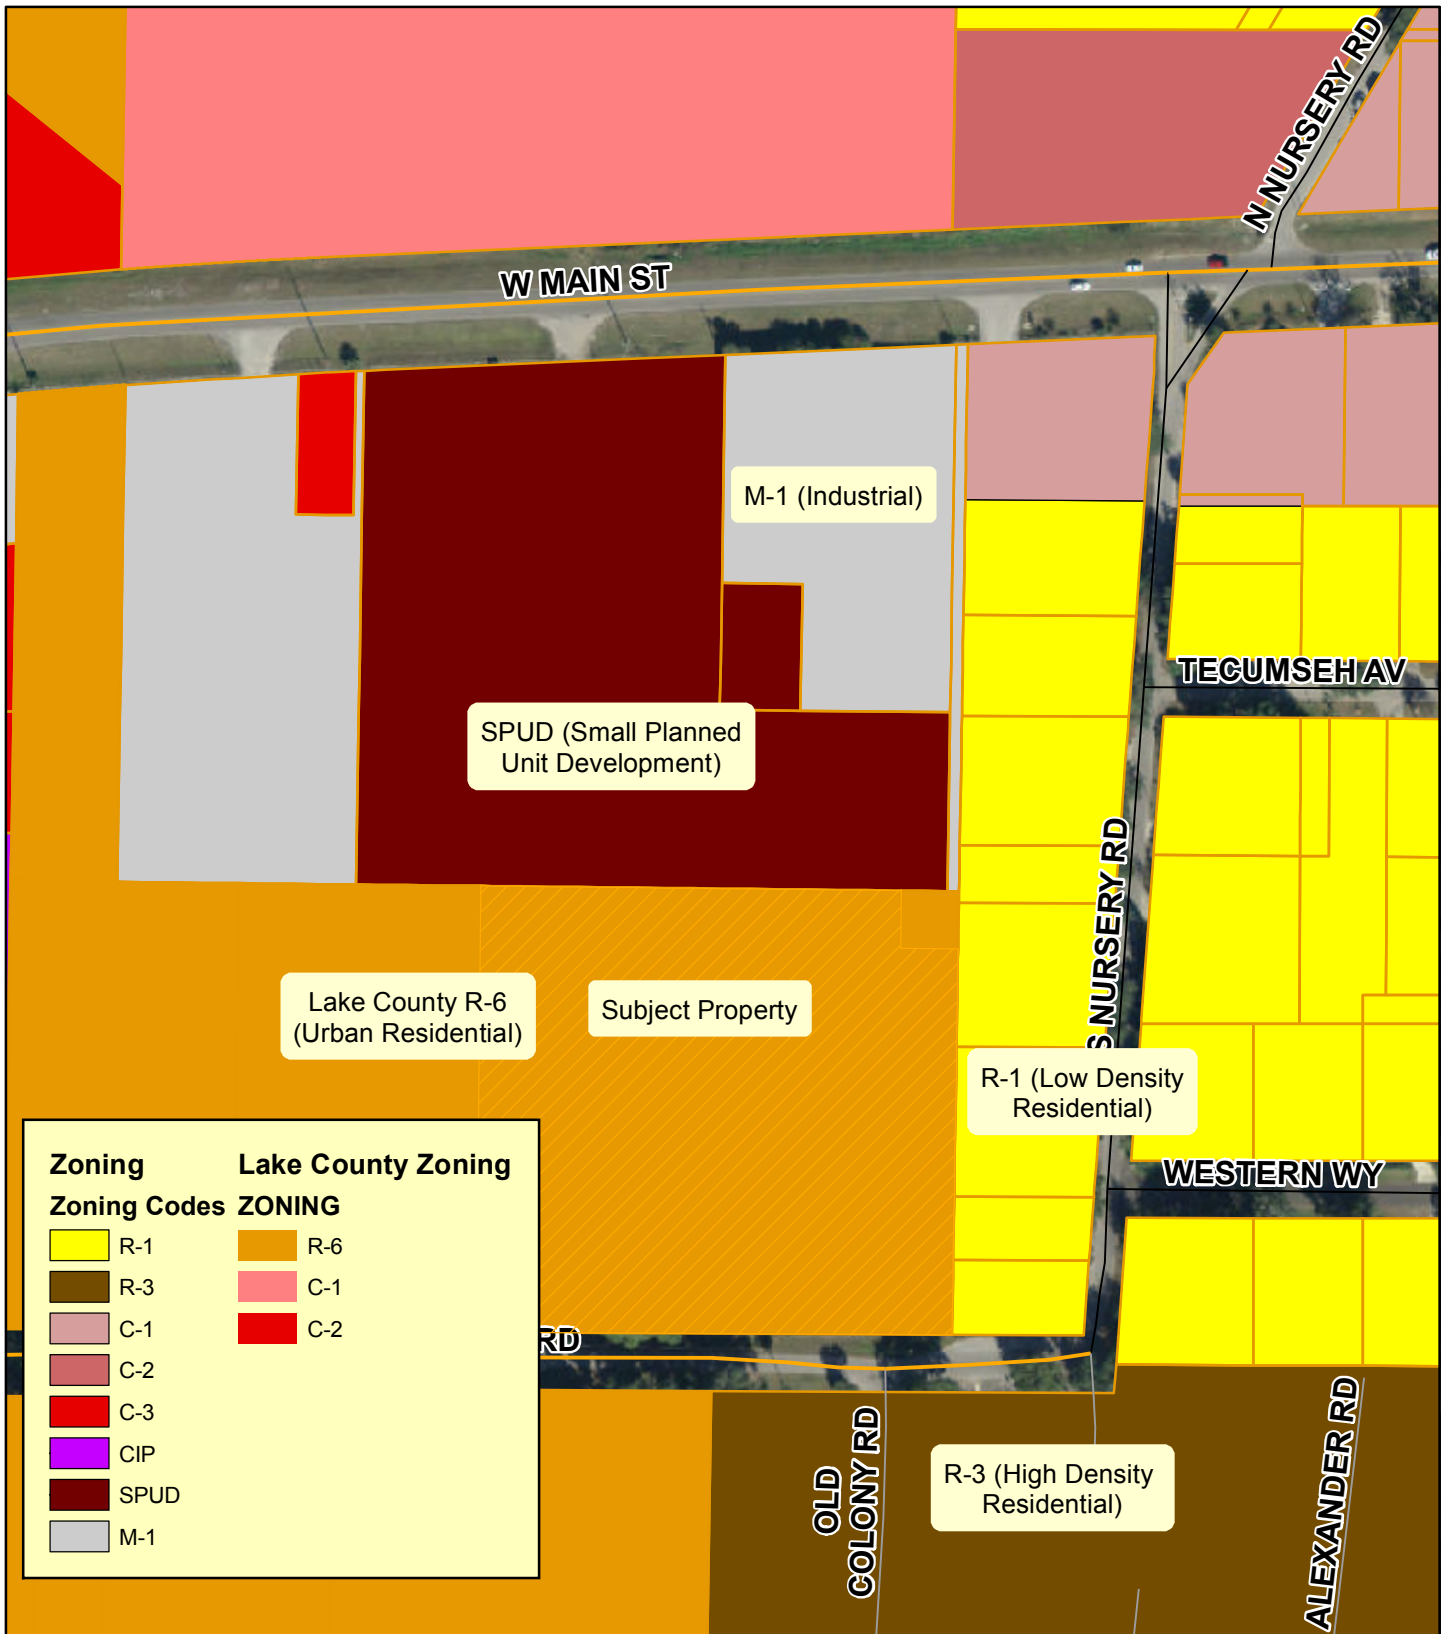 N NURSERY RD
W MAIN ST
M-1 (Industrial)
TECUMSEH AV
SPUD (Small Planned
Unit Development)
S NURSERY RD
Lake County R-6
(Urban Residential)
Subject Property
R-1 (Low Density
Residential)
WESTERN WY
Zoning
Zoning Codes
R-1
R-3
C-1
C-2
C-3
CIP
SPUD
M-1
Lake County Zoning
ZONING
R-6
C-1
C-2
RD
OLD
COLONY RD
R-3 (High Density
Residential)
ALEXANDER RD